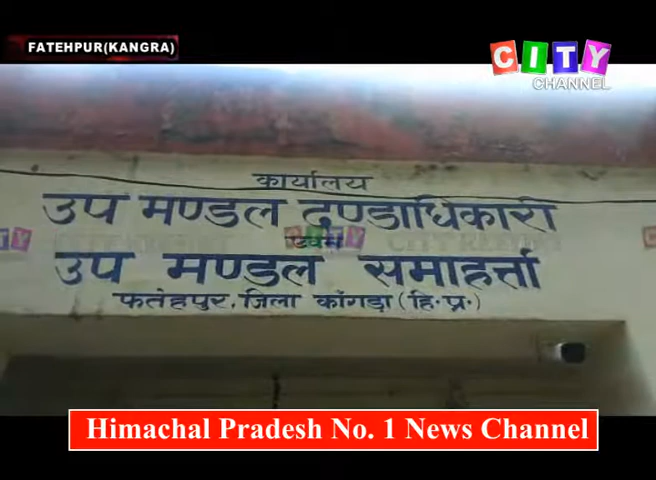 FATEHPUR(KANGRA)
CITY
CHANNEL
कार्यालय
उप मण्डल दण्डाधिकारी
एवम
उप मण्डल समाहर्त्ता
फतेहपुर, जिला कांगड़ा (हि.प्र.)
Himachal Pradesh No. 1 News Channel